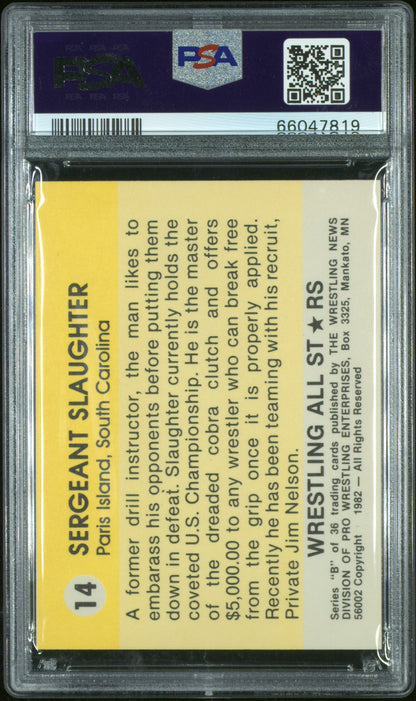 PSA
PSA
66047819
14
SERGEANT SLAUGHTER
Paris Island, South Carolina
A former drill instructor, the man likes to
embarass his opponents before putting them
down in defeat. Slaughter currently holds the
coveted U.S. Championship. He is the master
of the dreaded cobra clutch and offers
$5,000.00 to any wrestler who can break free
from the grip once it is properly applied.
Recently he has been teaming with his recruit,
Private Jim Nelson.
WRESTLING ALL ST★RS
Series "B" of 36 trading cards published by THE WRESTLING NEWS
DIVISION OF PRO WRESTLING ENTERPRISES, Box 3325, Mankato, MN
56002 Copyright 1982 — All Rights Reserved